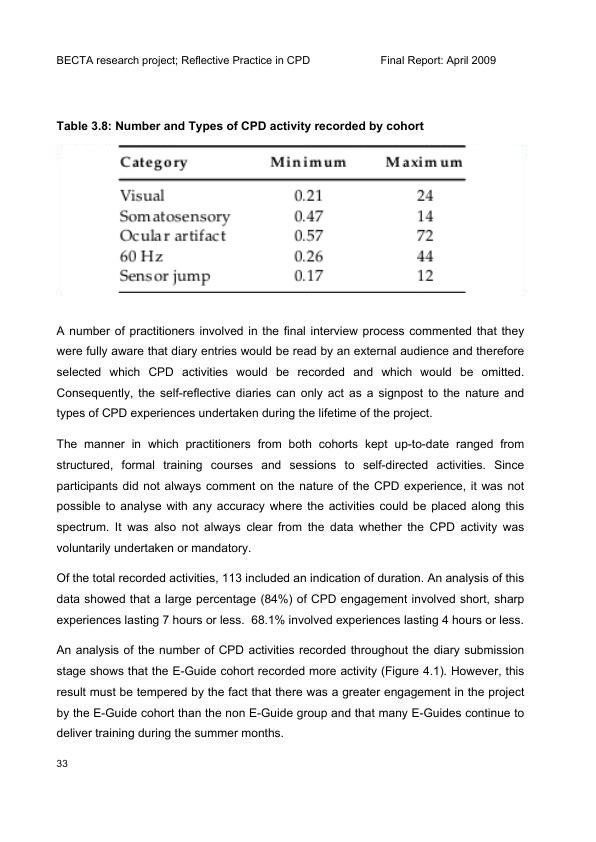 BECTA research project; Reflective Practice in CPD Final Report: April 2009
Table 3.8: Number and Types of CPD activity recorded by cohort
Category Minimum Maximum
Visual 0.21 24
Somatosensory 0.47 14
Ocular artifact 0.57 72
60 Hz 0.26 44
Sensor jump 0.17 12
A number of practitioners involved in the final interview process commented that they
were fully aware that diary entries would be read by an external audience and therefore
selected which CPD activities would be recorded and which would be omitted.
Consequently, the self-reflective diaries can only act as a signpost to the nature and
types of CPD experiences undertaken during the lifetime of the project.
The manner in which practitioners from both cohorts kept up-to-date ranged from
structured, formal training courses and sessions to self-directed activities. Since
participants did not always comment on the nature of the CPD experience, it was not
possible to analyse with any accuracy where the activities could be placed along this
spectrum. It was also not always clear from the data whether the CPD activity was
voluntarily undertaken or mandatory.
Of the total recorded activities, 113 included an indication of duration. An analysis of this
data showed that a large percentage (84%) of CPD engagement involved short, sharp
experiences lasting 7 hours or less. 68.1% involved experiences lasting 4 hours or less.
An analysis of the number of CPD activities recorded throughout the diary submission
stage shows that the E-Guide cohort recorded more activity (Figure 4.1). However, this
result must be tempered by the fact that there was a greater engagement in the project
by the E-Guide cohort than the non E-Guide group and that many E-Guides continue to
deliver training during the summer months.
33